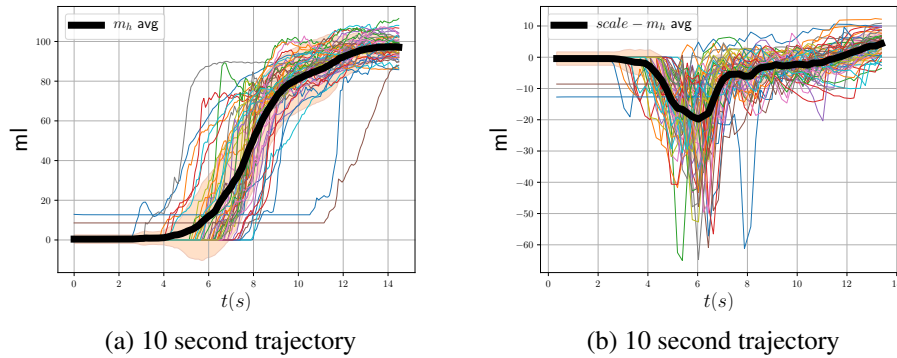 m_h avg
ml
100
80
60
40
20
0
0 2 4 6 8 10 12 14
t(s)
(a) 10 second trajectory
scale − m_h avg
ml
10
0
−10
−20
−30
−40
−50
−60
0 2 4 6 8 10 12
t(s)
(b) 10 second trajectory